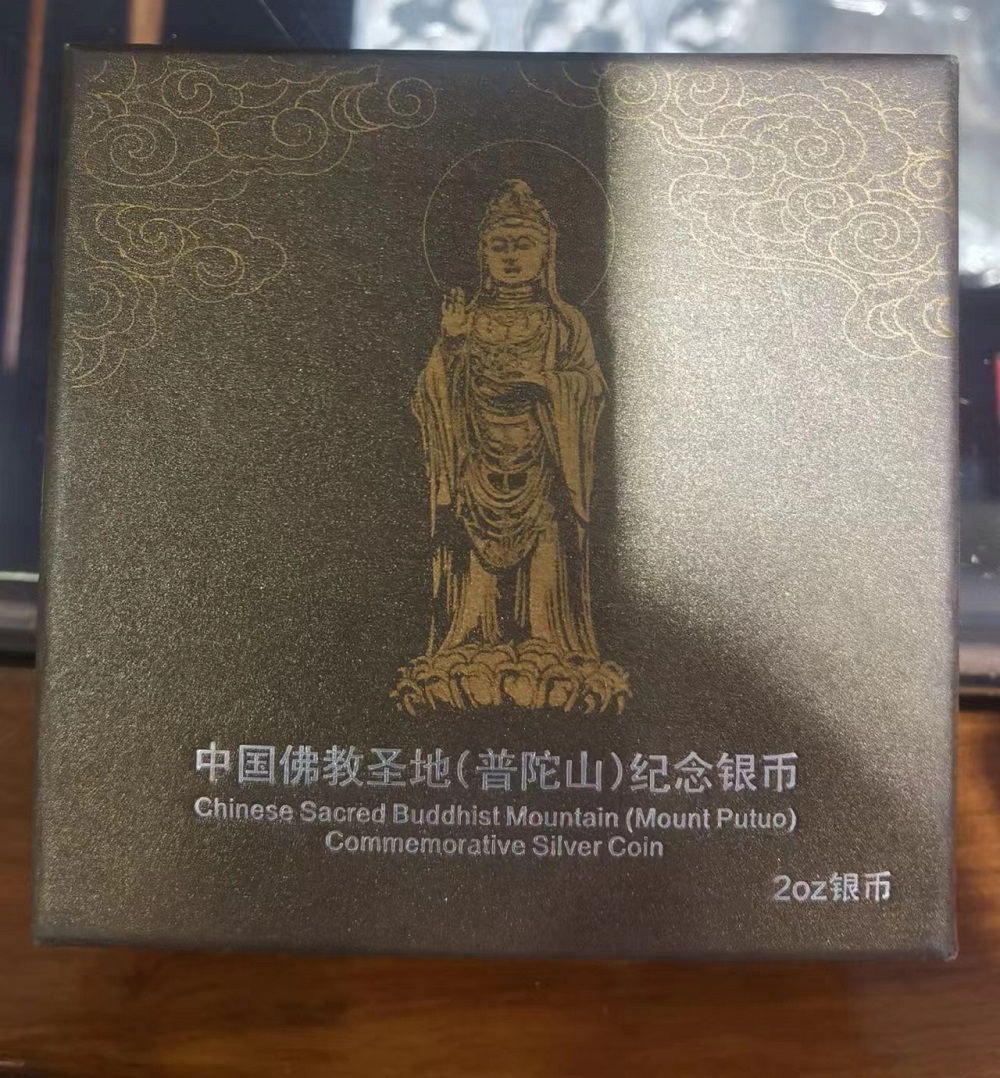 中国佛教圣地(普陀山)纪念银币
Chinese Sacred Buddhist Mountain (Mount Putuo)
Commemorative Silver Coin
2oz银币